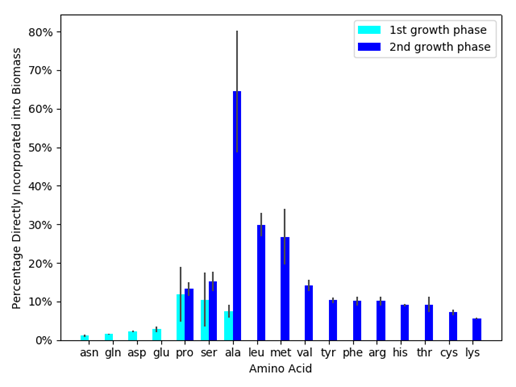 Percentage Directly Incorporated into Biomass
80%
70%
60%
50%
40%
30%
20%
10%
0%
1st growth phase
2nd growth phase
asn gln asp glu pro ser ala leu met val tyr phe arg his thr cys lys
Amino Acid